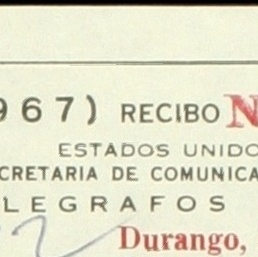 967) RECIBO N
ESTADOS UNIDO
CRETARIA DE COMUNICA
LEGRAFOS
Durango,